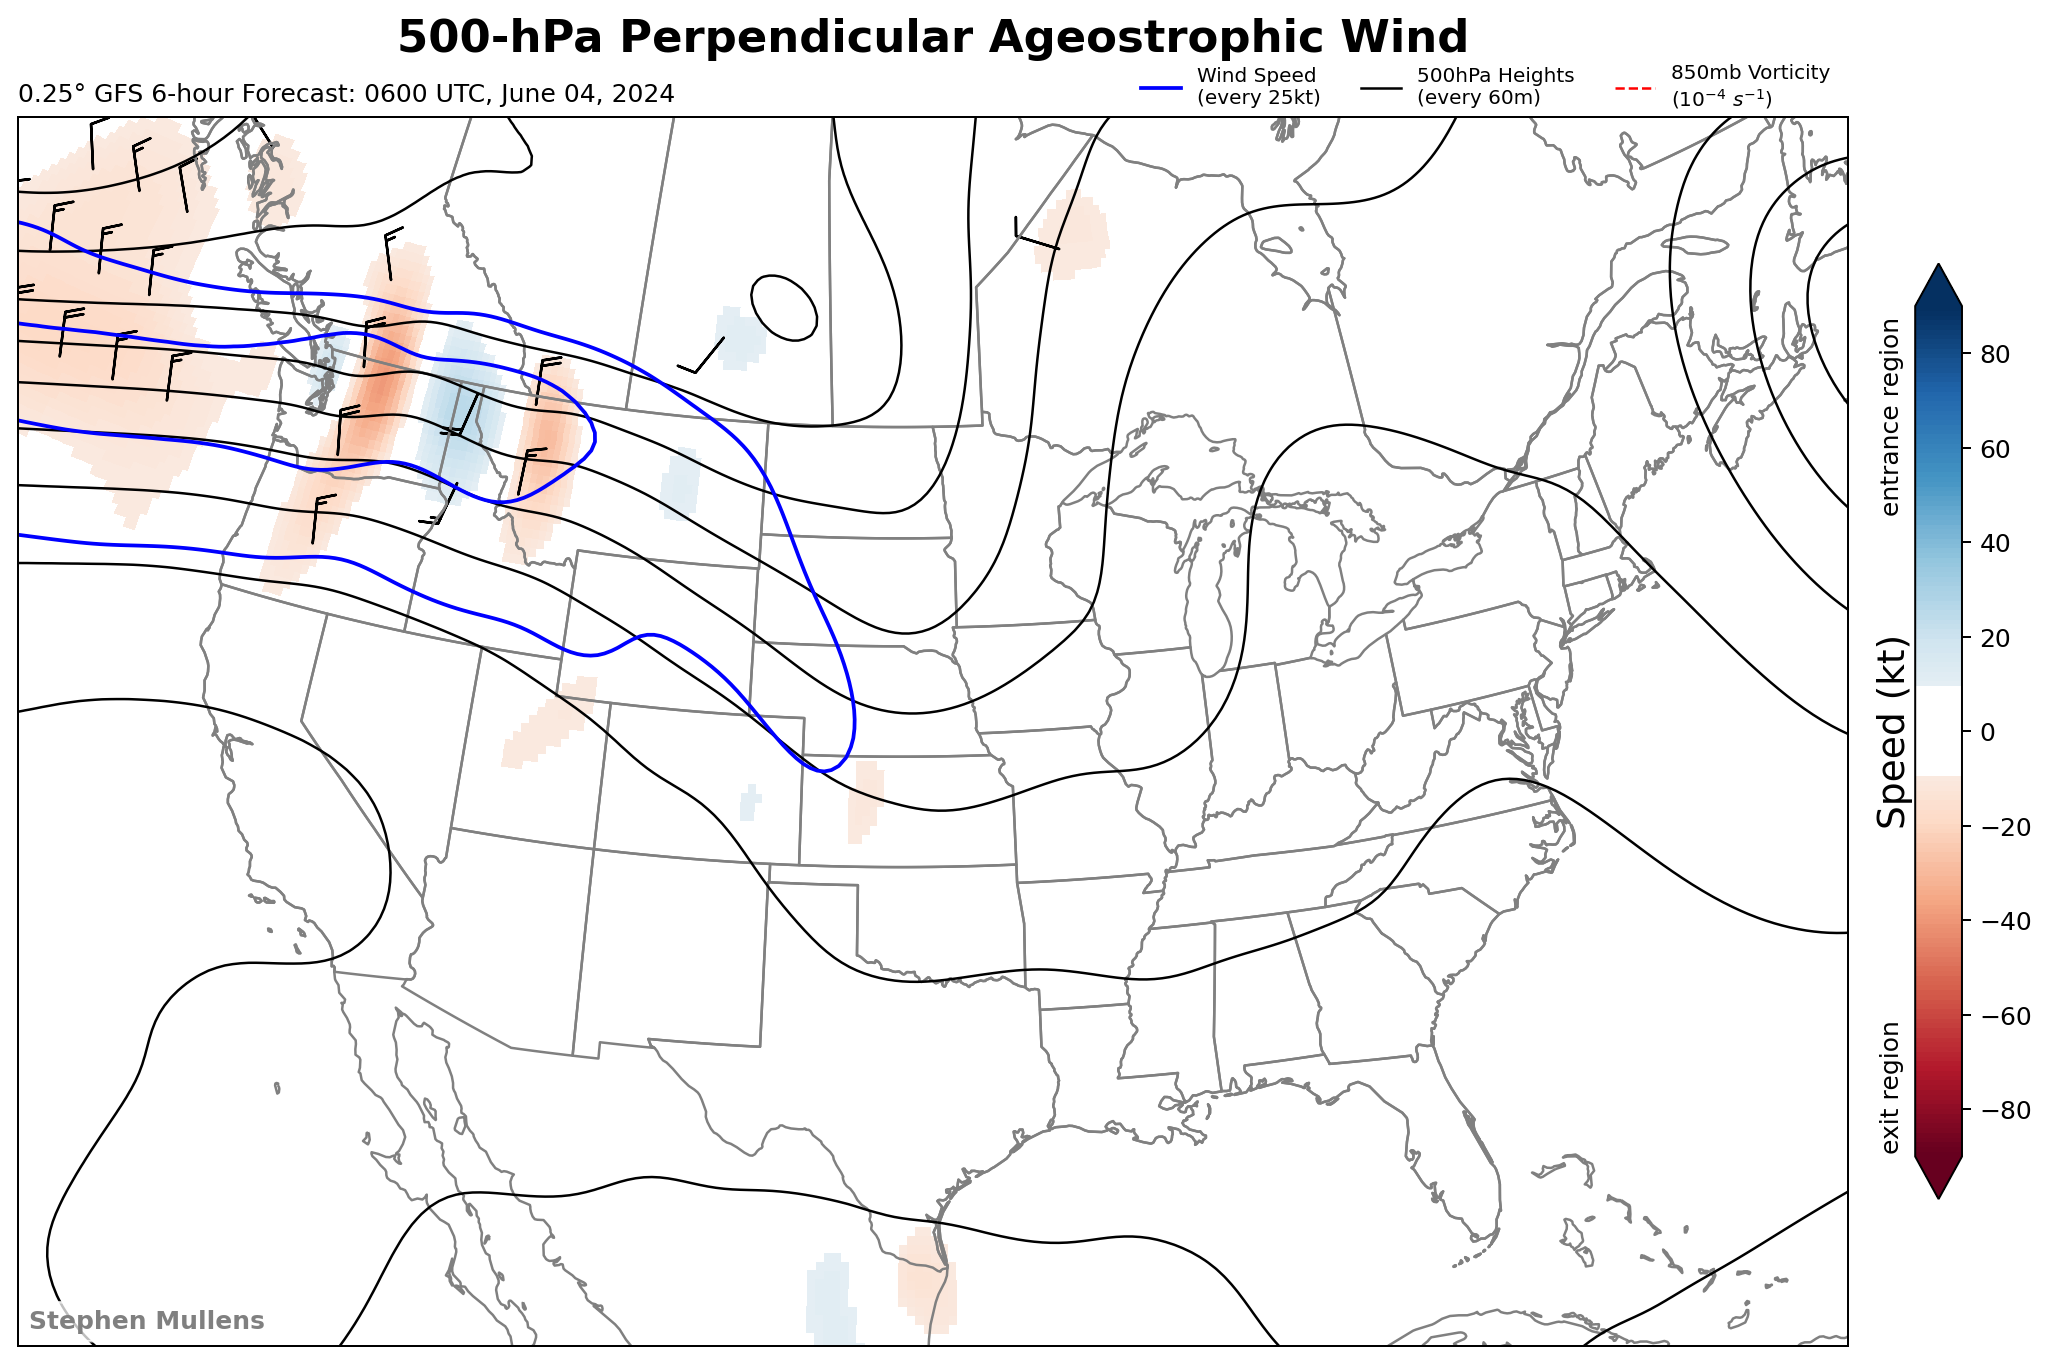 500-hPa Perpendicular Ageostrophic Wind
0.25° GFS 6-hour Forecast: 0600 UTC, June 04, 2024
Wind Speed
(every 25kt)
500hPa Heights
(every 60m)
850mb Vorticity
(10⁻⁴ s⁻¹)
entrance region
Speed (kt)
exit region
80
60
40
20
0
−20
−40
−60
−80
Stephen Mullens